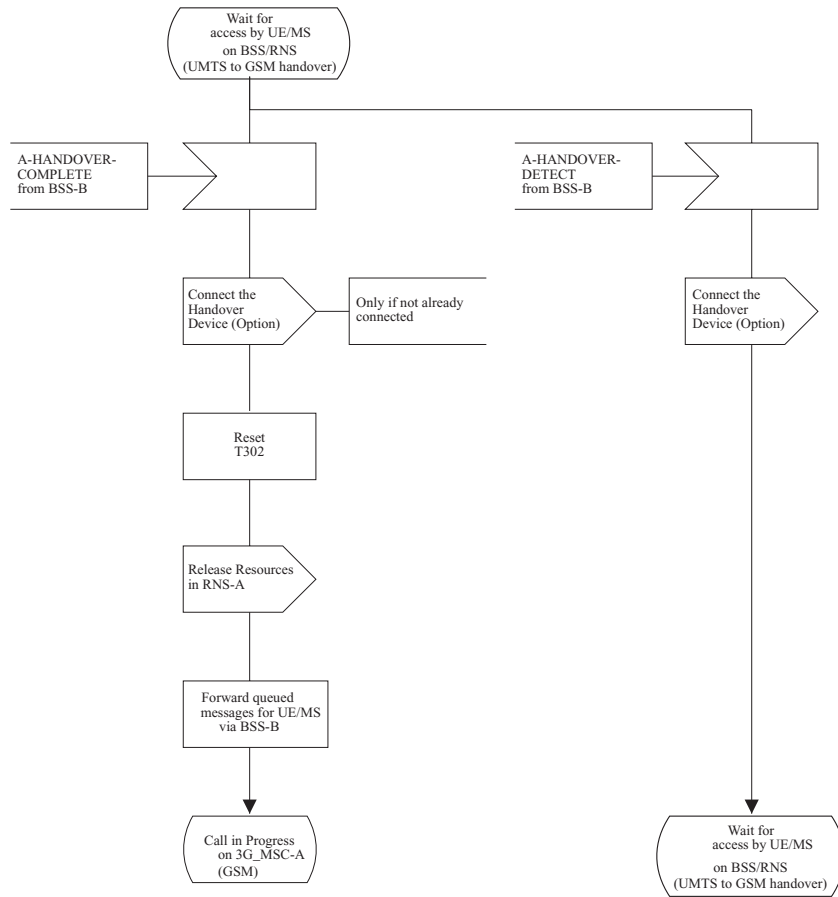 Wait for
access by UE/MS
on BSS/RNS
(UMTS to GSM handover)
A-HANDOVER-
COMPLETE
from BSS-B
A-HANDOVER-
DETECT
from BSS-B
Connect the
Handover
Device (Option)
Only if not already
connected
Connect the
Handover
Device (Option)
Reset
T302
Release Resources
in RNS-A
Forward queued
messages for UE/MS
via BSS-B
Call in Progress
on 3G_MSC-A
(GSM)
Wait for
access by UE/MS
on BSS/RNS
(UMTS to GSM handover)